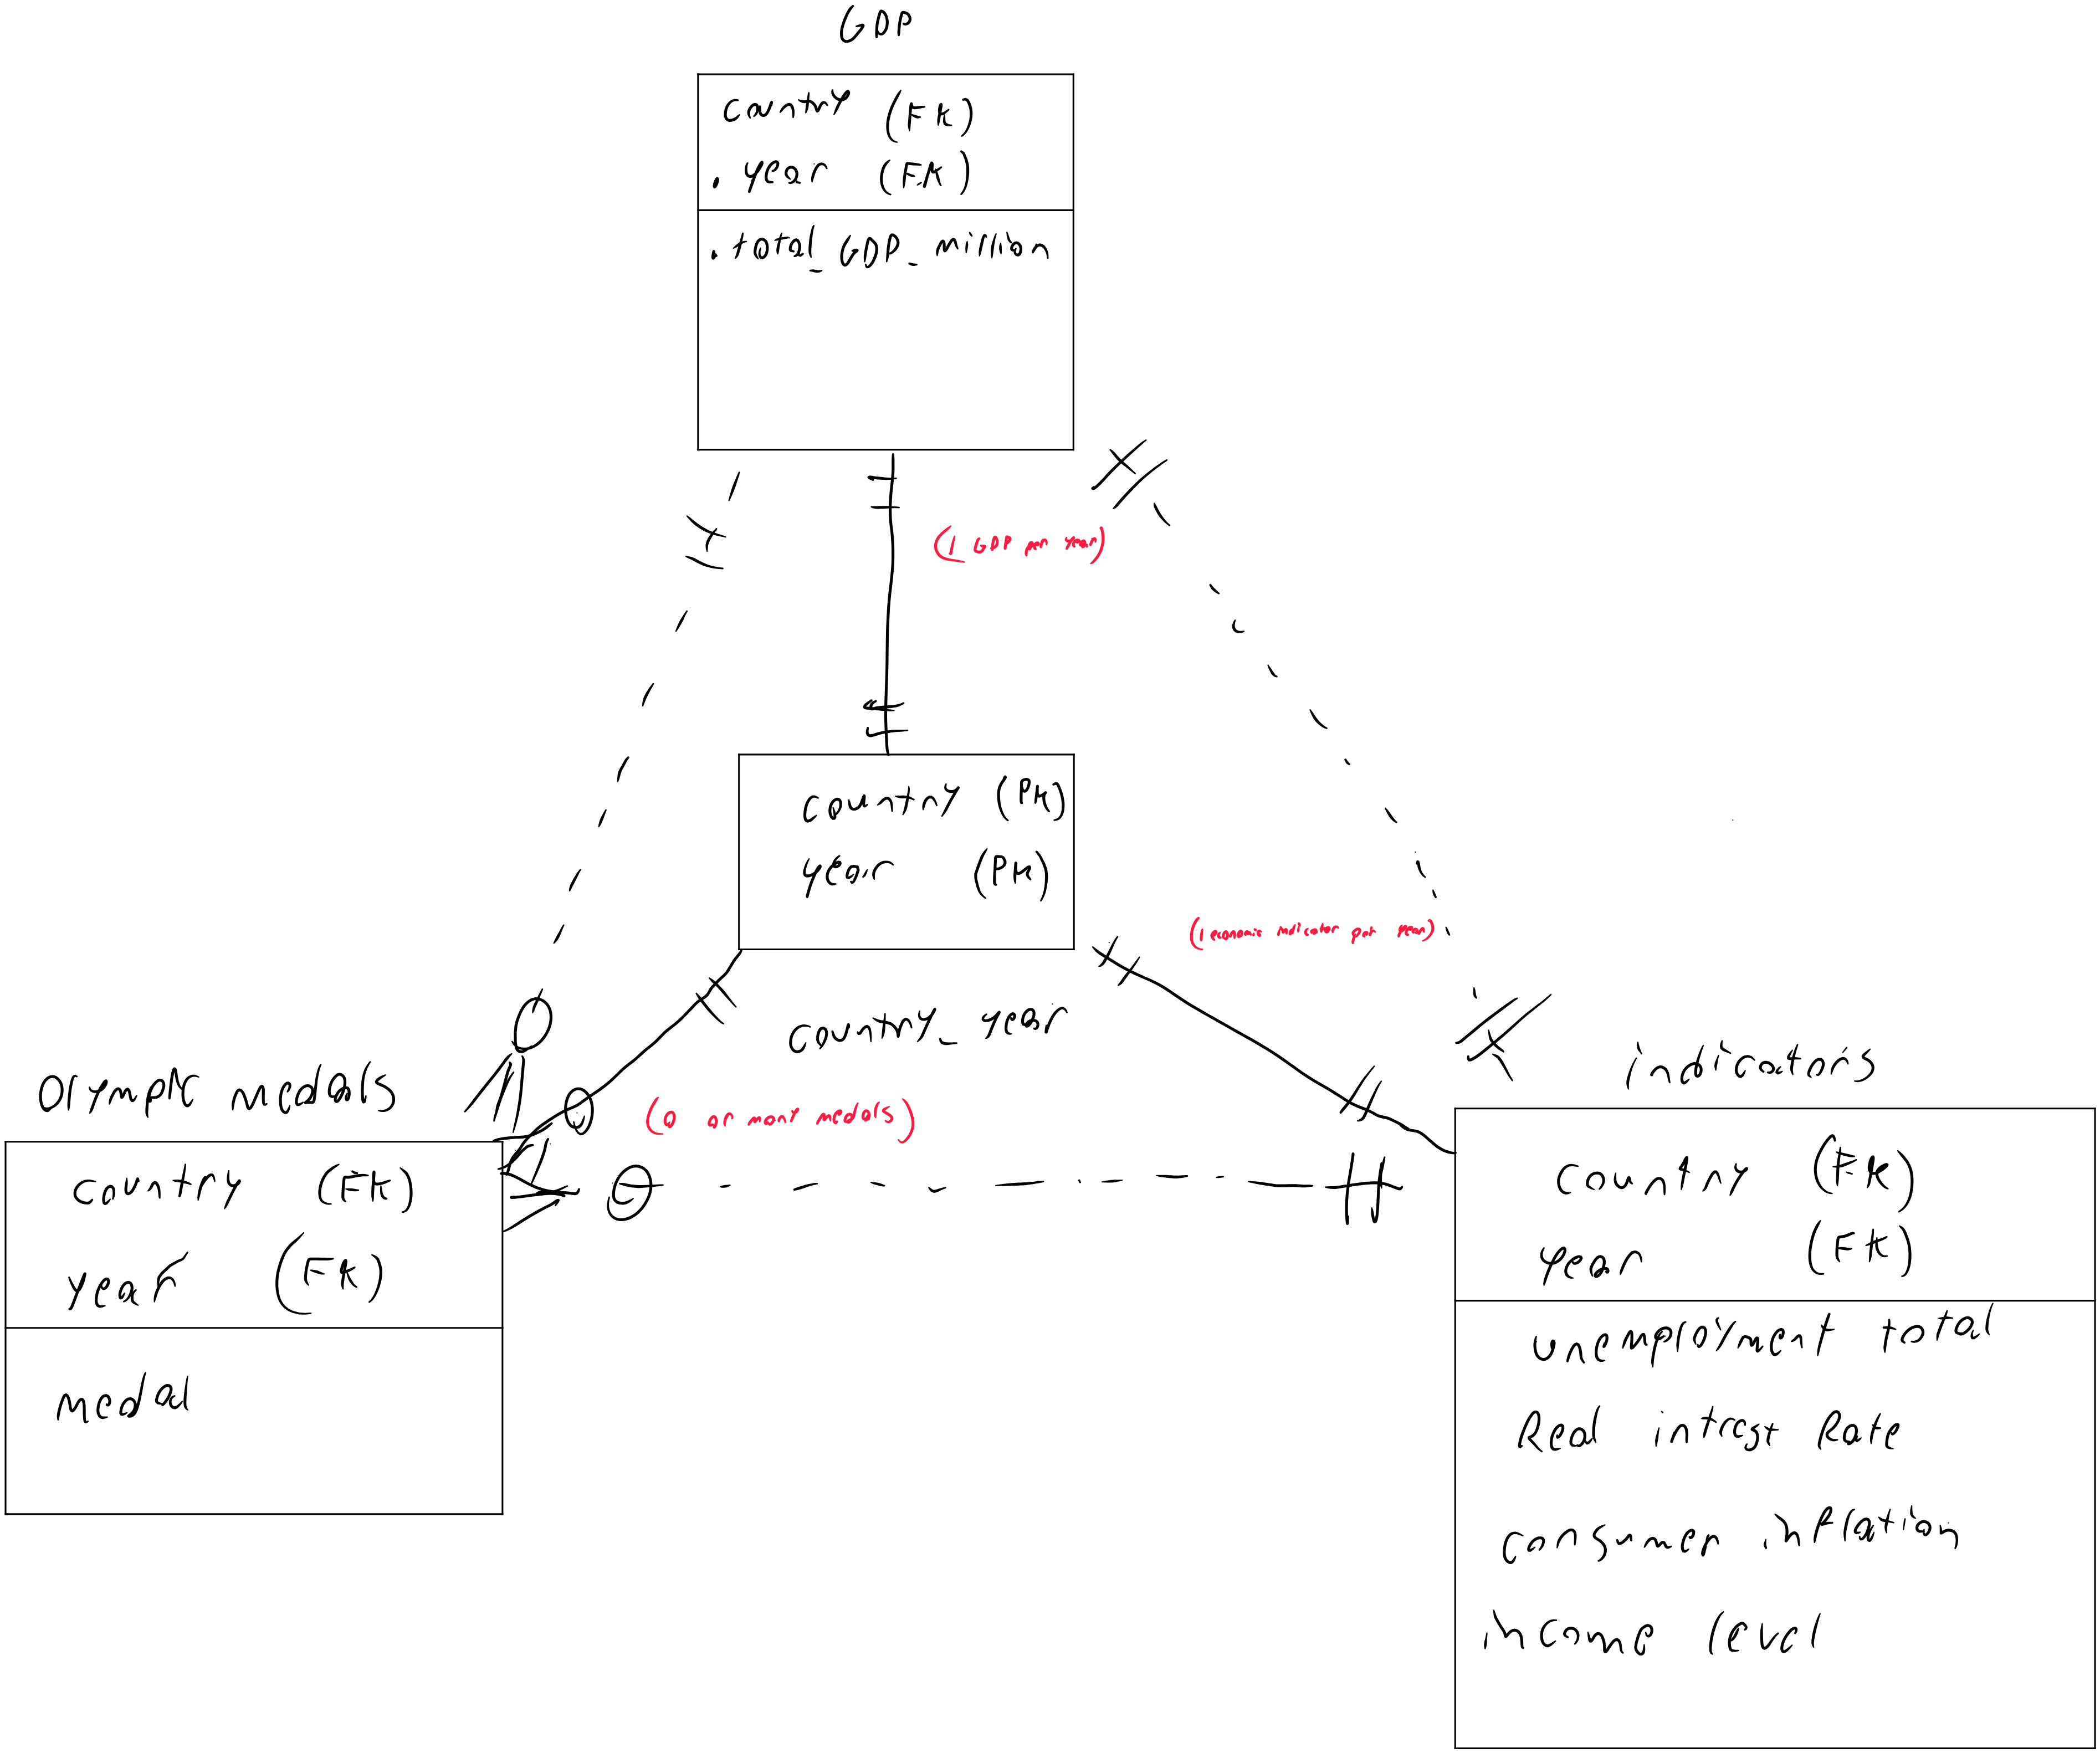 GDP
country (FK)
. year (FK)
. total_GDP_million
(1 GDP per year)
country (PK)
year (PK)
(1 economic indicator per year)
country_year
Olympic medals
(0 or many medals)
indicators
country (FK)
year (FK)
medal
country (FK)
year (FK)
unemployment total
Real intrest Rate
consumer inflation
income level